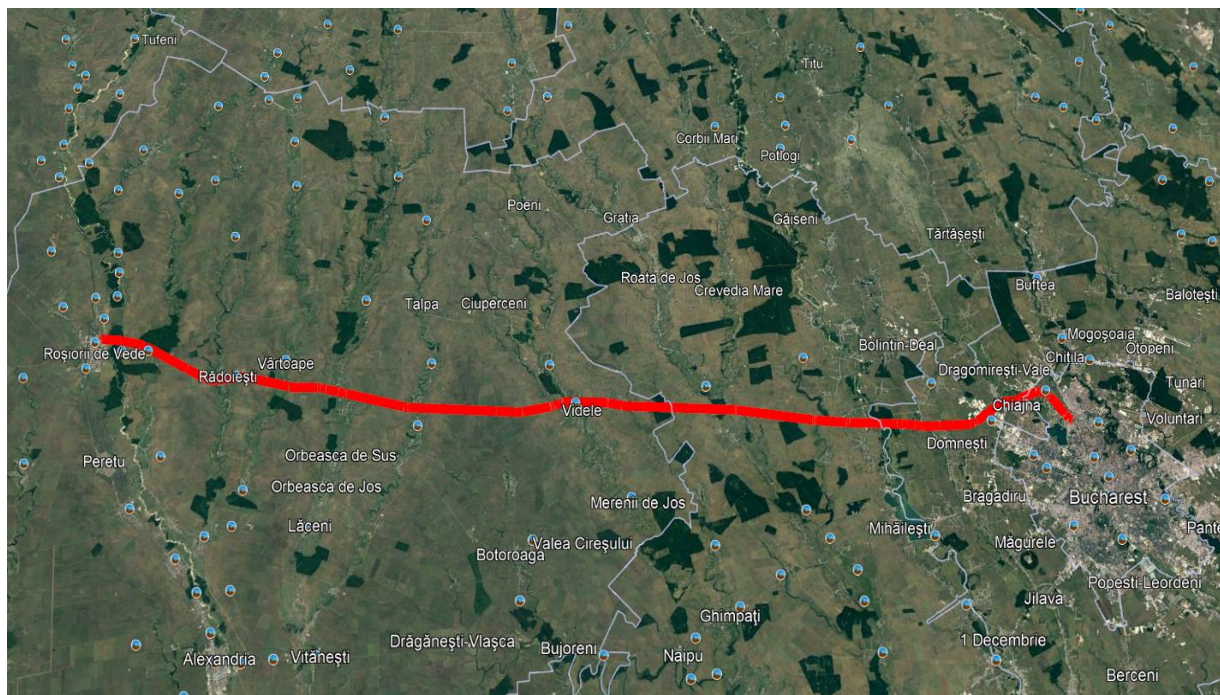 Tufeni
Titu
Corbii Mari
Potlogi
Poeni
Gratia
Găiseni
Tărtășești
Roata de Jos
Crevedia Mare
Buftea
Balotești
Talpa
Ciuperceni
Mogoșoaia
Otopeni
Roșiorii de Vede
Vârtoape
Bolintin-Deal
Chitila
Rădoiești
Dragomirești-Vale
Tunari
Videle
Chiajna
Voluntari
Domnești
Peretu
Orbeasca de Sus
Orbeasca de Jos
Merenii de Jos
Bragadiru
Bucharest
Lăceni
Valea Cireșului
Botoroaga
Mihăilești
Măgurele
Pante
Popesti-Leordeni
Jilava
Ghimpați
Drăgănești-Vlașca
Bujoreni
Naipu
1 Decembrie
Alexandria
Vităneşti
Berceni